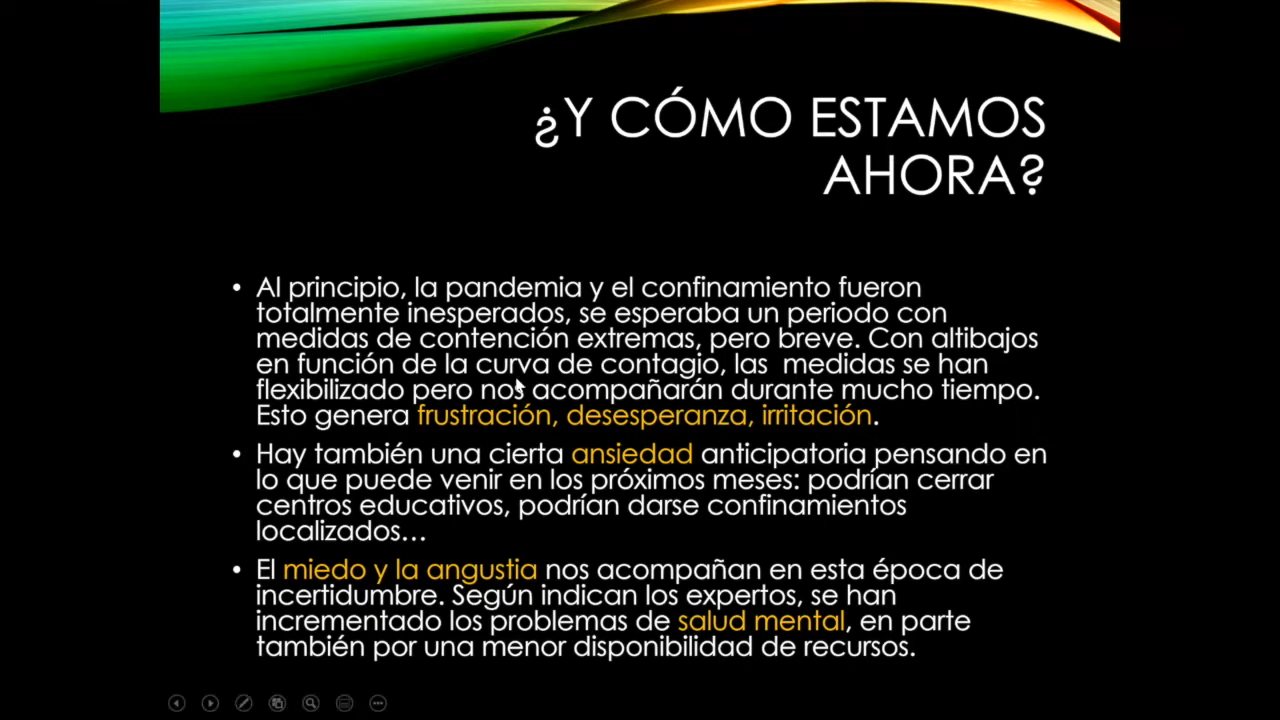 ¿Y CÓMO ESTAMOS
AHORA?
• Al principio, la pandemia y el confinamiento fueron
totalmente inesperados, se esperaba un periodo con
medidas de contención extremas, pero breve. Con altibajos
en función de la curva de contagio, las  medidas se han
flexibilizado pero nos acompañarán durante mucho tiempo.
Esto genera frustración, desesperanza, irritación.
• Hay también una cierta ansiedad anticipatoria pensando en
lo que puede venir en los próximos meses: podrían cerrar
centros educativos, podrían darse confinamientos
localizados…
• El miedo y la angustia nos acompañan en esta época de
incertidumbre. Según indican los expertos, se han
incrementado los problemas de salud mental, en parte
también por una menor disponibilidad de recursos.